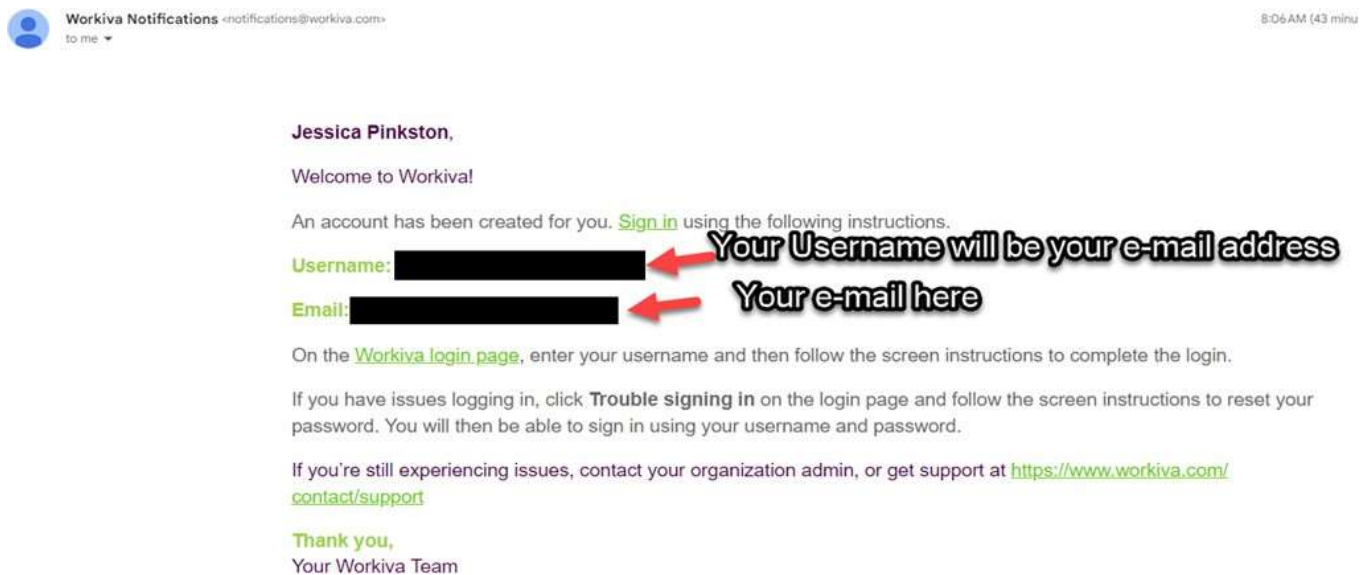 Workiva Notifications <notifications@workiva.com>
8:06 AM (43 minu
to me
Jessica Pinkston,
Welcome to Workiva!
An account has been created for you. Sign in using the following instructions.
Your Username will be your e-mail address
Username:
Your e-mail here
Email:
On the Workiva login page, enter your username and then follow the screen instructions to complete the login.
If you have issues logging in, click Trouble signing in on the login page and follow the screen instructions to reset your
password. You will then be able to sign in using your username and password.
If you're still experiencing issues, contact your organization admin, or get support at https://www.workiva.com/
contact/support
Thank you,
Your Workiva Team